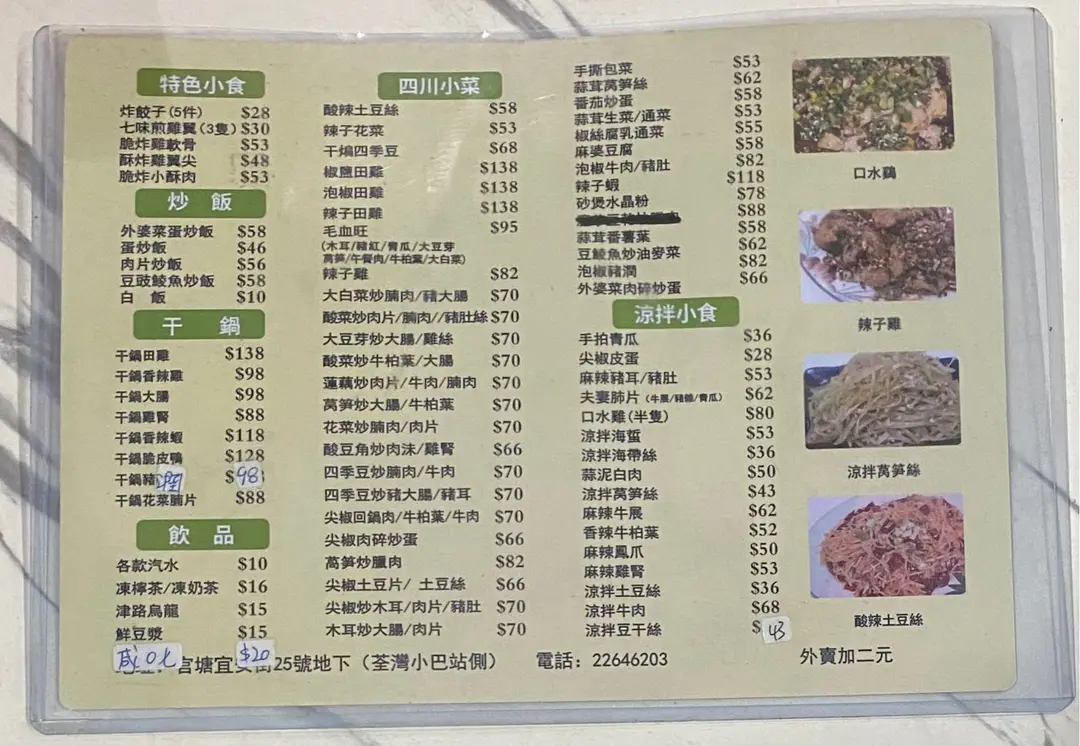 特色小食
炸餃子(5件) $28
七味煎雞翼(3隻) $30
脆炸雞軟骨 $53
酥炸雞翼尖 $48
脆炸小酥肉 $53
炒 飯
外婆菜蛋炒飯 $58
蛋炒飯 $46
肉片炒飯 $56
豆豉鯪魚炒飯 $58
白 飯 $10
干 鍋
干鍋田雞 $138
干鍋香辣雞 $98
干鍋大腸 $98
干鍋雞腎 $88
干鍋香辣蝦 $118
干鍋脆皮鴨 $128
干鍋豬潤 $98
干鍋花菜腩片 $88
飲 品
各款汽水 $10
凍檸茶/凍奶茶 $16
津路烏龍 $15
鮮豆漿 $15
咸0七 $20
四川小菜
酸辣土豆絲 $58
辣子花菜 $53
干煸四季豆 $68
椒鹽田雞 $138
泡椒田雞 $138
辣子田雞 $138
毛血旺 $95
(木耳/豬紅/青瓜/大豆芽
萵筍/午餐肉/牛柏葉/大白菜)
辣子雞 $82
大白菜炒腩肉/豬大腸 $70
酸菜炒肉片/腩肉//豬肚絲 $70
大豆芽炒大腸/雞絲 $70
酸菜炒牛柏葉/大腸 $70
蓮藕炒肉片/牛肉/腩肉 $70
萵筍炒大腸/牛柏葉 $70
花菜炒腩肉/肉片 $70
酸豆角炒肉沫/雞腎 $66
四季豆炒腩肉/牛肉 $70
四季豆炒豬大腸/豬耳 $70
尖椒回鍋肉/牛柏葉/牛肉 $70
尖椒肉碎炒蛋 $66
萵筍炒臘肉 $82
尖椒土豆片/ 土豆絲 $66
尖椒炒木耳/肉片/豬肚 $70
木耳炒大腸/肉片 $70
手撕包菜 $53
蒜茸萵筍絲 $62
番茄炒蛋 $58
蒜茸生菜/通菜 $53
椒絲腐乳通菜 $55
麻婆豆腐 $58
泡椒牛肉/豬肚 $82
辣子蝦 $118
砂煲水晶粉 $78
$88
蒜茸番薯葉 $58
豆鯪魚炒油麥菜 $62
泡椒豬潤 $82
外婆菜肉碎炒蛋 $66
涼拌小食
手拍青瓜 $36
尖椒皮蛋 $28
麻辣豬耳/豬肚 $53
夫妻肺片 (牛展/豬/青瓜) $62
口水雞(半隻) $80
涼拌海蜇 $53
涼拌海帶絲 $36
蒜泥白肉 $50
涼拌萵筍絲 $43
麻辣牛展 $62
香辣牛柏葉 $52
麻辣鳳爪 $50
麻辣雞腎 $53
涼拌土豆絲 $36
涼拌牛肉 $68
涼拌豆干絲 $43
口水鷄
辣子雞
涼拌萵筍絲
酸辣土豆絲
官塘宜安街25號地下(荃灣小巴站側) 電話:22646203
外賣加二元